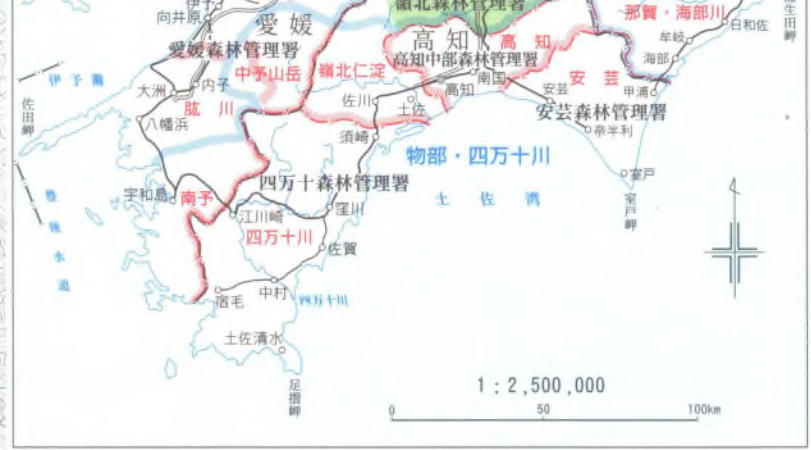 伊予
向井原
愛媛
愛媛森林管理署
嶺北森林管理署
那賀・海部川
日和佐
牟岐
海部
甲浦
高知
高知
高知中部森林管理署
中予山岳
嶺北仁淀
伊予灘
大洲
内子
肱川
八幡浜
佐田岬
佐川
土佐
高知
南国
安芸
安芸
安芸森林管理署
奈半利
須崎
物部・四万十川
室戸
室戸岬
土佐湾
四万十森林管理署
宇和島
南予
江川崎
窪川
四万十川
佐賀
豊後水道
宿毛
中村
四万十川
土佐清水
足摺岬
1:2,500,000
0
50
100km